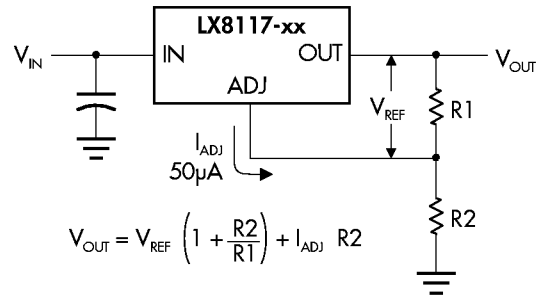 LX8117-xx
V_IN IN OUT V_OUT
ADJ
V_REF R1
I_ADJ
50µA
R2
V_OUT = V_REF (1 + R2/R1) + I_ADJ R2